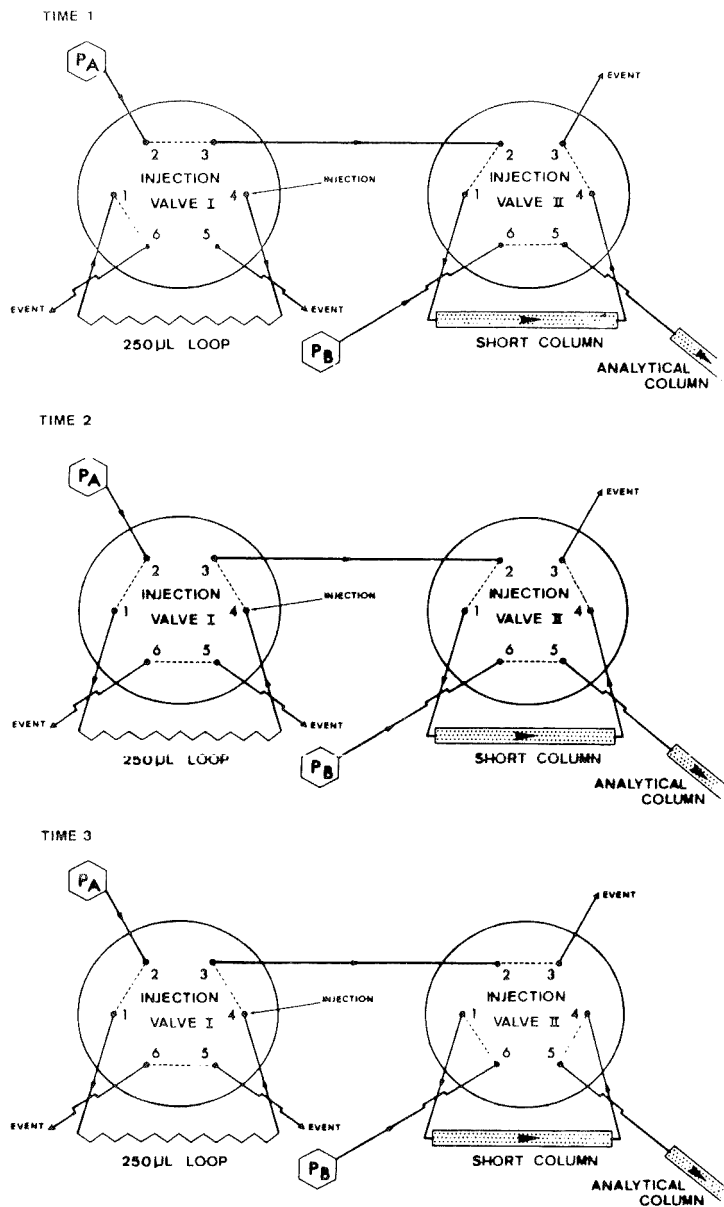 TIME 1
PA
EVENT
2 3
2 3
INJECTION
VALVE I
1 4
INJECTION
INJECTION
VALVE II
1 4
6 5
6 5
EVENT
EVENT
250µL LOOP
PB
SHORT COLUMN
ANALYTICAL
COLUMN
TIME 2
PA
EVENT
2 3
2 3
INJECTION
VALVE I
1 4
INJECTION
INJECTION
VALVE II
1 4
6 5
6 5
EVENT
EVENT
250µL LOOP
PB
SHORT COLUMN
ANALYTICAL
COLUMN
TIME 3
PA
EVENT
2 3
2 3
INJECTION
VALVE I
1 4
INJECTION
INJECTION
VALVE II
1 4
6 5
6 5
EVENT
EVENT
250µL LOOP
PB
SHORT COLUMN
ANALYTICAL
COLUMN